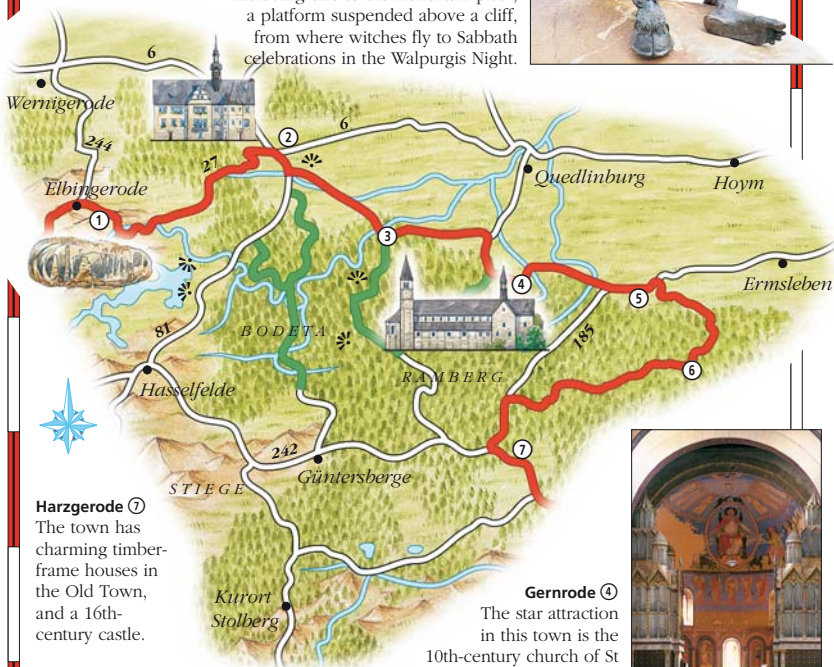 a platform suspended above a cliff,
from where witches fly to Sabbath
celebrations in the Walpurgis Night.
6
Wernigerode
244
2
6
27
Quedlinburg
Hoym
Elbingerode
1
3
4
5
Ermsleben
81
BODETA
185
RAMBERG
6
Hasselfelde
242
7
Güntersberge
STIEGE
Harzgerode 7
The town has
charming timber-
frame houses in
the Old Town,
and a 16th-
century castle.
Kurort
Stolberg
Gernrode 4
The star attraction
in this town is the
10th-century church of St